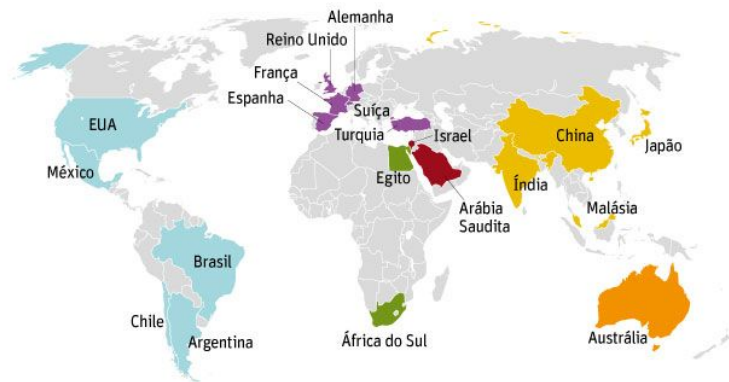 Alemanha
Reino Unido
França
Espanha
Suíça
Turquia
Israel
EUA
China
Japão
México
Egito
Índia
Arábia
Saudita
Malásia
Brasil
Chile
Argentina
África do Sul
Austrália